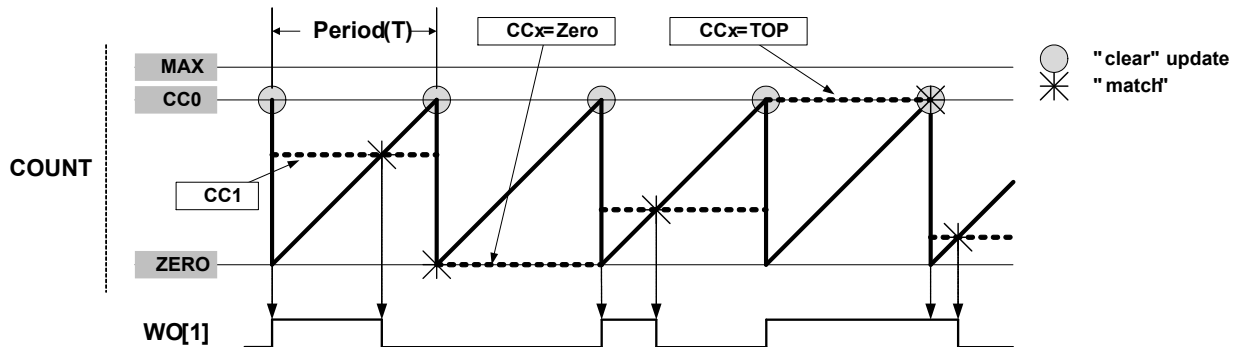 Period(T)
CCx=Zero
CCx=TOP
"clear" update
"match"
MAX
CC0
COUNT
CC1
ZERO
WO[1]